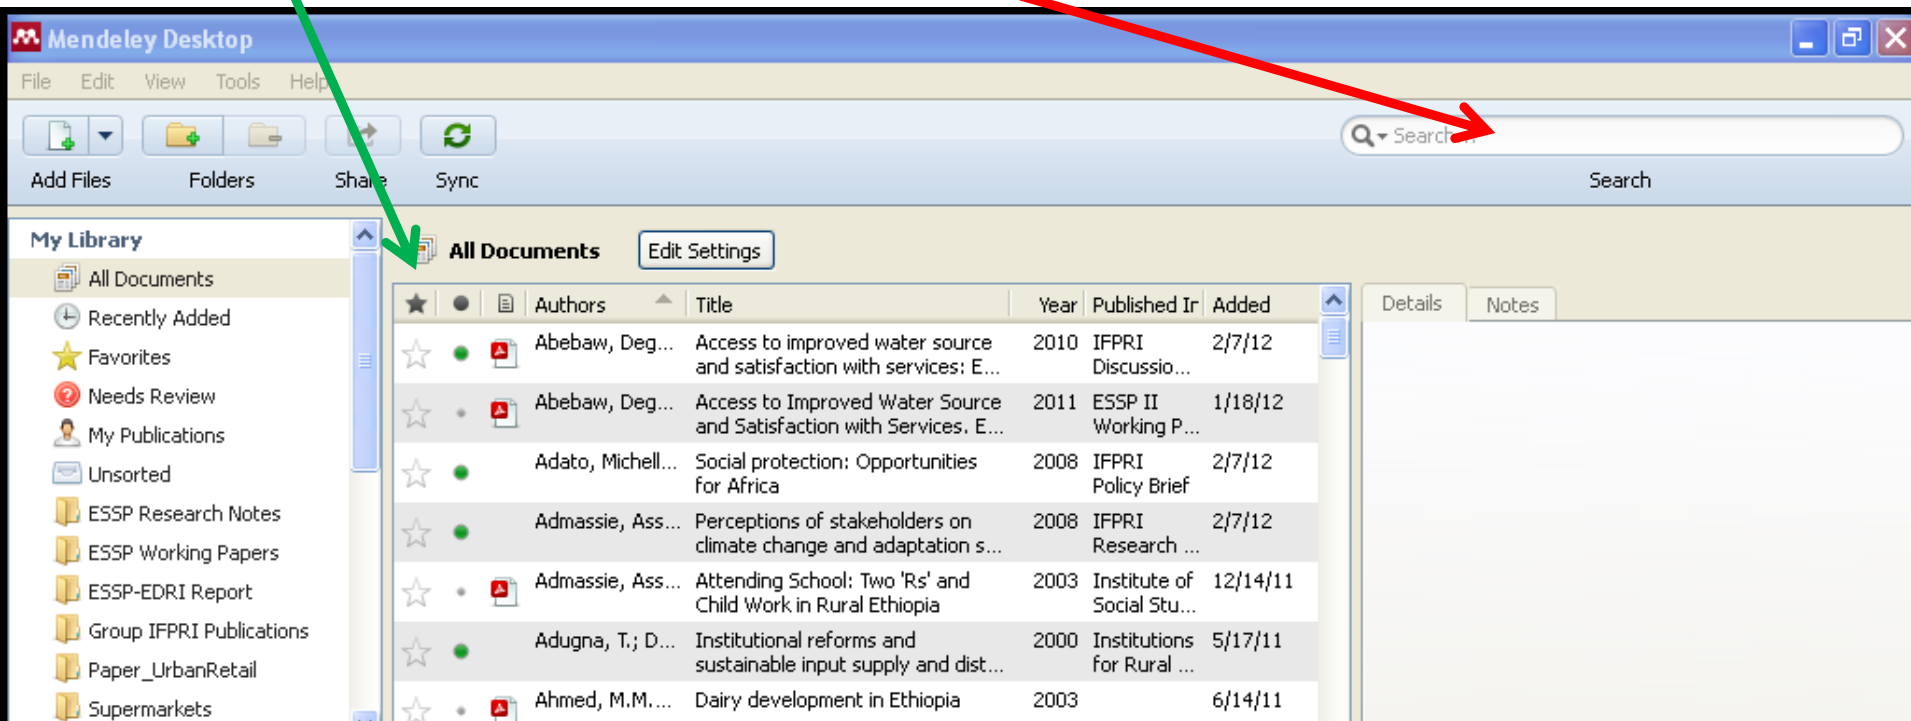 Mendeley Desktop
File Edit View Tools Help
Search
Add Files Folders Share Sync Search
My Library
All Documents
Recently Added
Favorites
Needs Review
My Publications
Unsorted
ESSP Research Notes
ESSP Working Papers
ESSP-EDRI Report
Group IFPRI Publications
Paper_UrbanRetail
Supermarkets
All Documents Edit Settings
Authors Title Year Published In Added
Abebaw, Deg... Access to improved water source 2010 IFPRI 2/7/12
and satisfaction with services: E... Discussio...
Abebaw, Deg... Access to Improved Water Source 2011 ESSP II 1/18/12
and Satisfaction with Services. E... Working P...
Adato, Michell... Social protection: Opportunities 2008 IFPRI 2/7/12
for Africa Policy Brief
Admassie, Ass... Perceptions of stakeholders on 2008 IFPRI 2/7/12
climate change and adaptation s... Research ...
Admassie, Ass... Attending School: Two 'Rs' and 2003 Institute of 12/14/11
Child Work in Rural Ethiopia Social Stu...
Adugna, T.; D... Institutional reforms and 2000 Institutions 5/17/11
sustainable input supply and dist... for Rural ...
Ahmed, M.M.... Dairy development in Ethiopia 2003 6/14/11
Details Notes